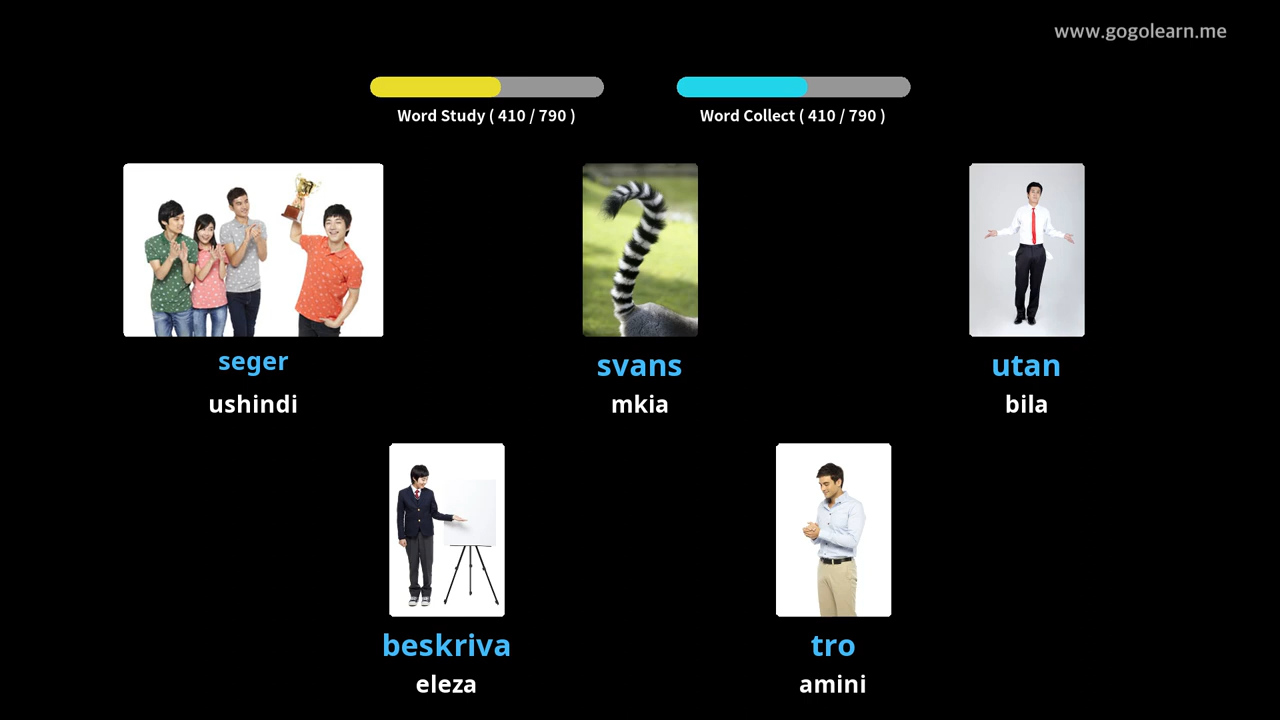 www.gogolearn.me
Word Study ( 410 / 790 )
Word Collect ( 410 / 790 )
seger
svans
utan
ushindi
mkia
bila
beskriva
tro
eleza
amini